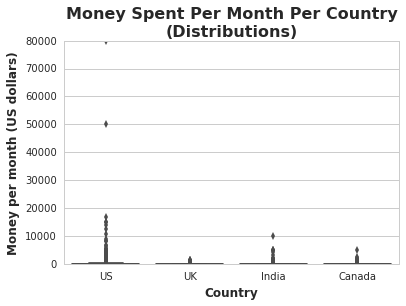 Money Spent Per Month Per Country
(Distributions)
80000
70000
60000
50000
40000
30000
20000
10000
0
Money per month (US dollars)
US UK India Canada
Country